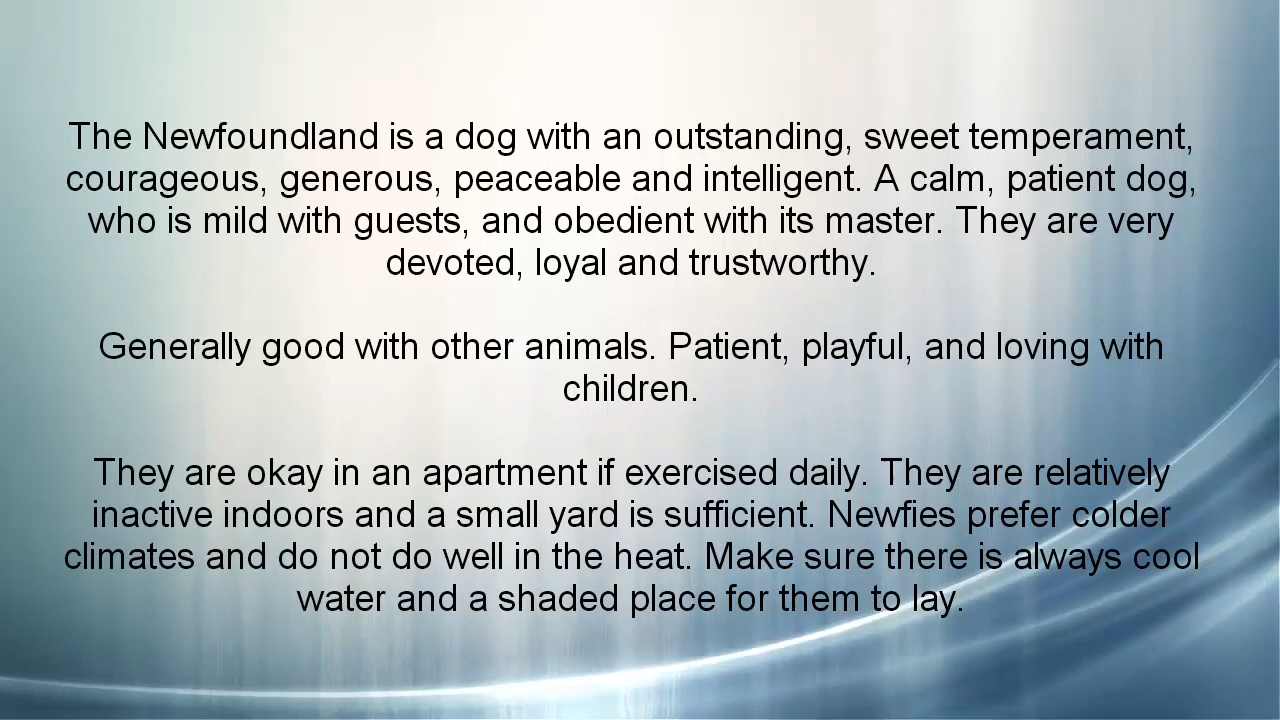 The Newfoundland is a dog with an outstanding, sweet temperament,
courageous, generous, peaceable and intelligent. A calm, patient dog,
who is mild with guests, and obedient with its master. They are very
devoted, loyal and trustworthy.
Generally good with other animals. Patient, playful, and loving with
children.
They are okay in an apartment if exercised daily. They are relatively
inactive indoors and a small yard is sufficient. Newfies prefer colder
climates and do not do well in the heat. Make sure there is always cool
water and a shaded place for them to lay.